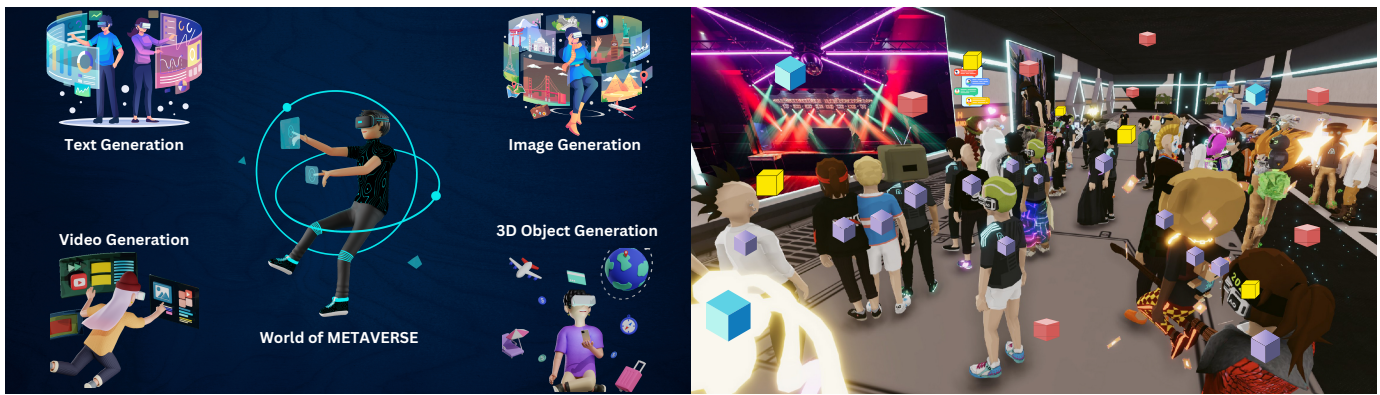 Text Generation
Image Generation
Video Generation
3D Object Generation
World of METAVERSE